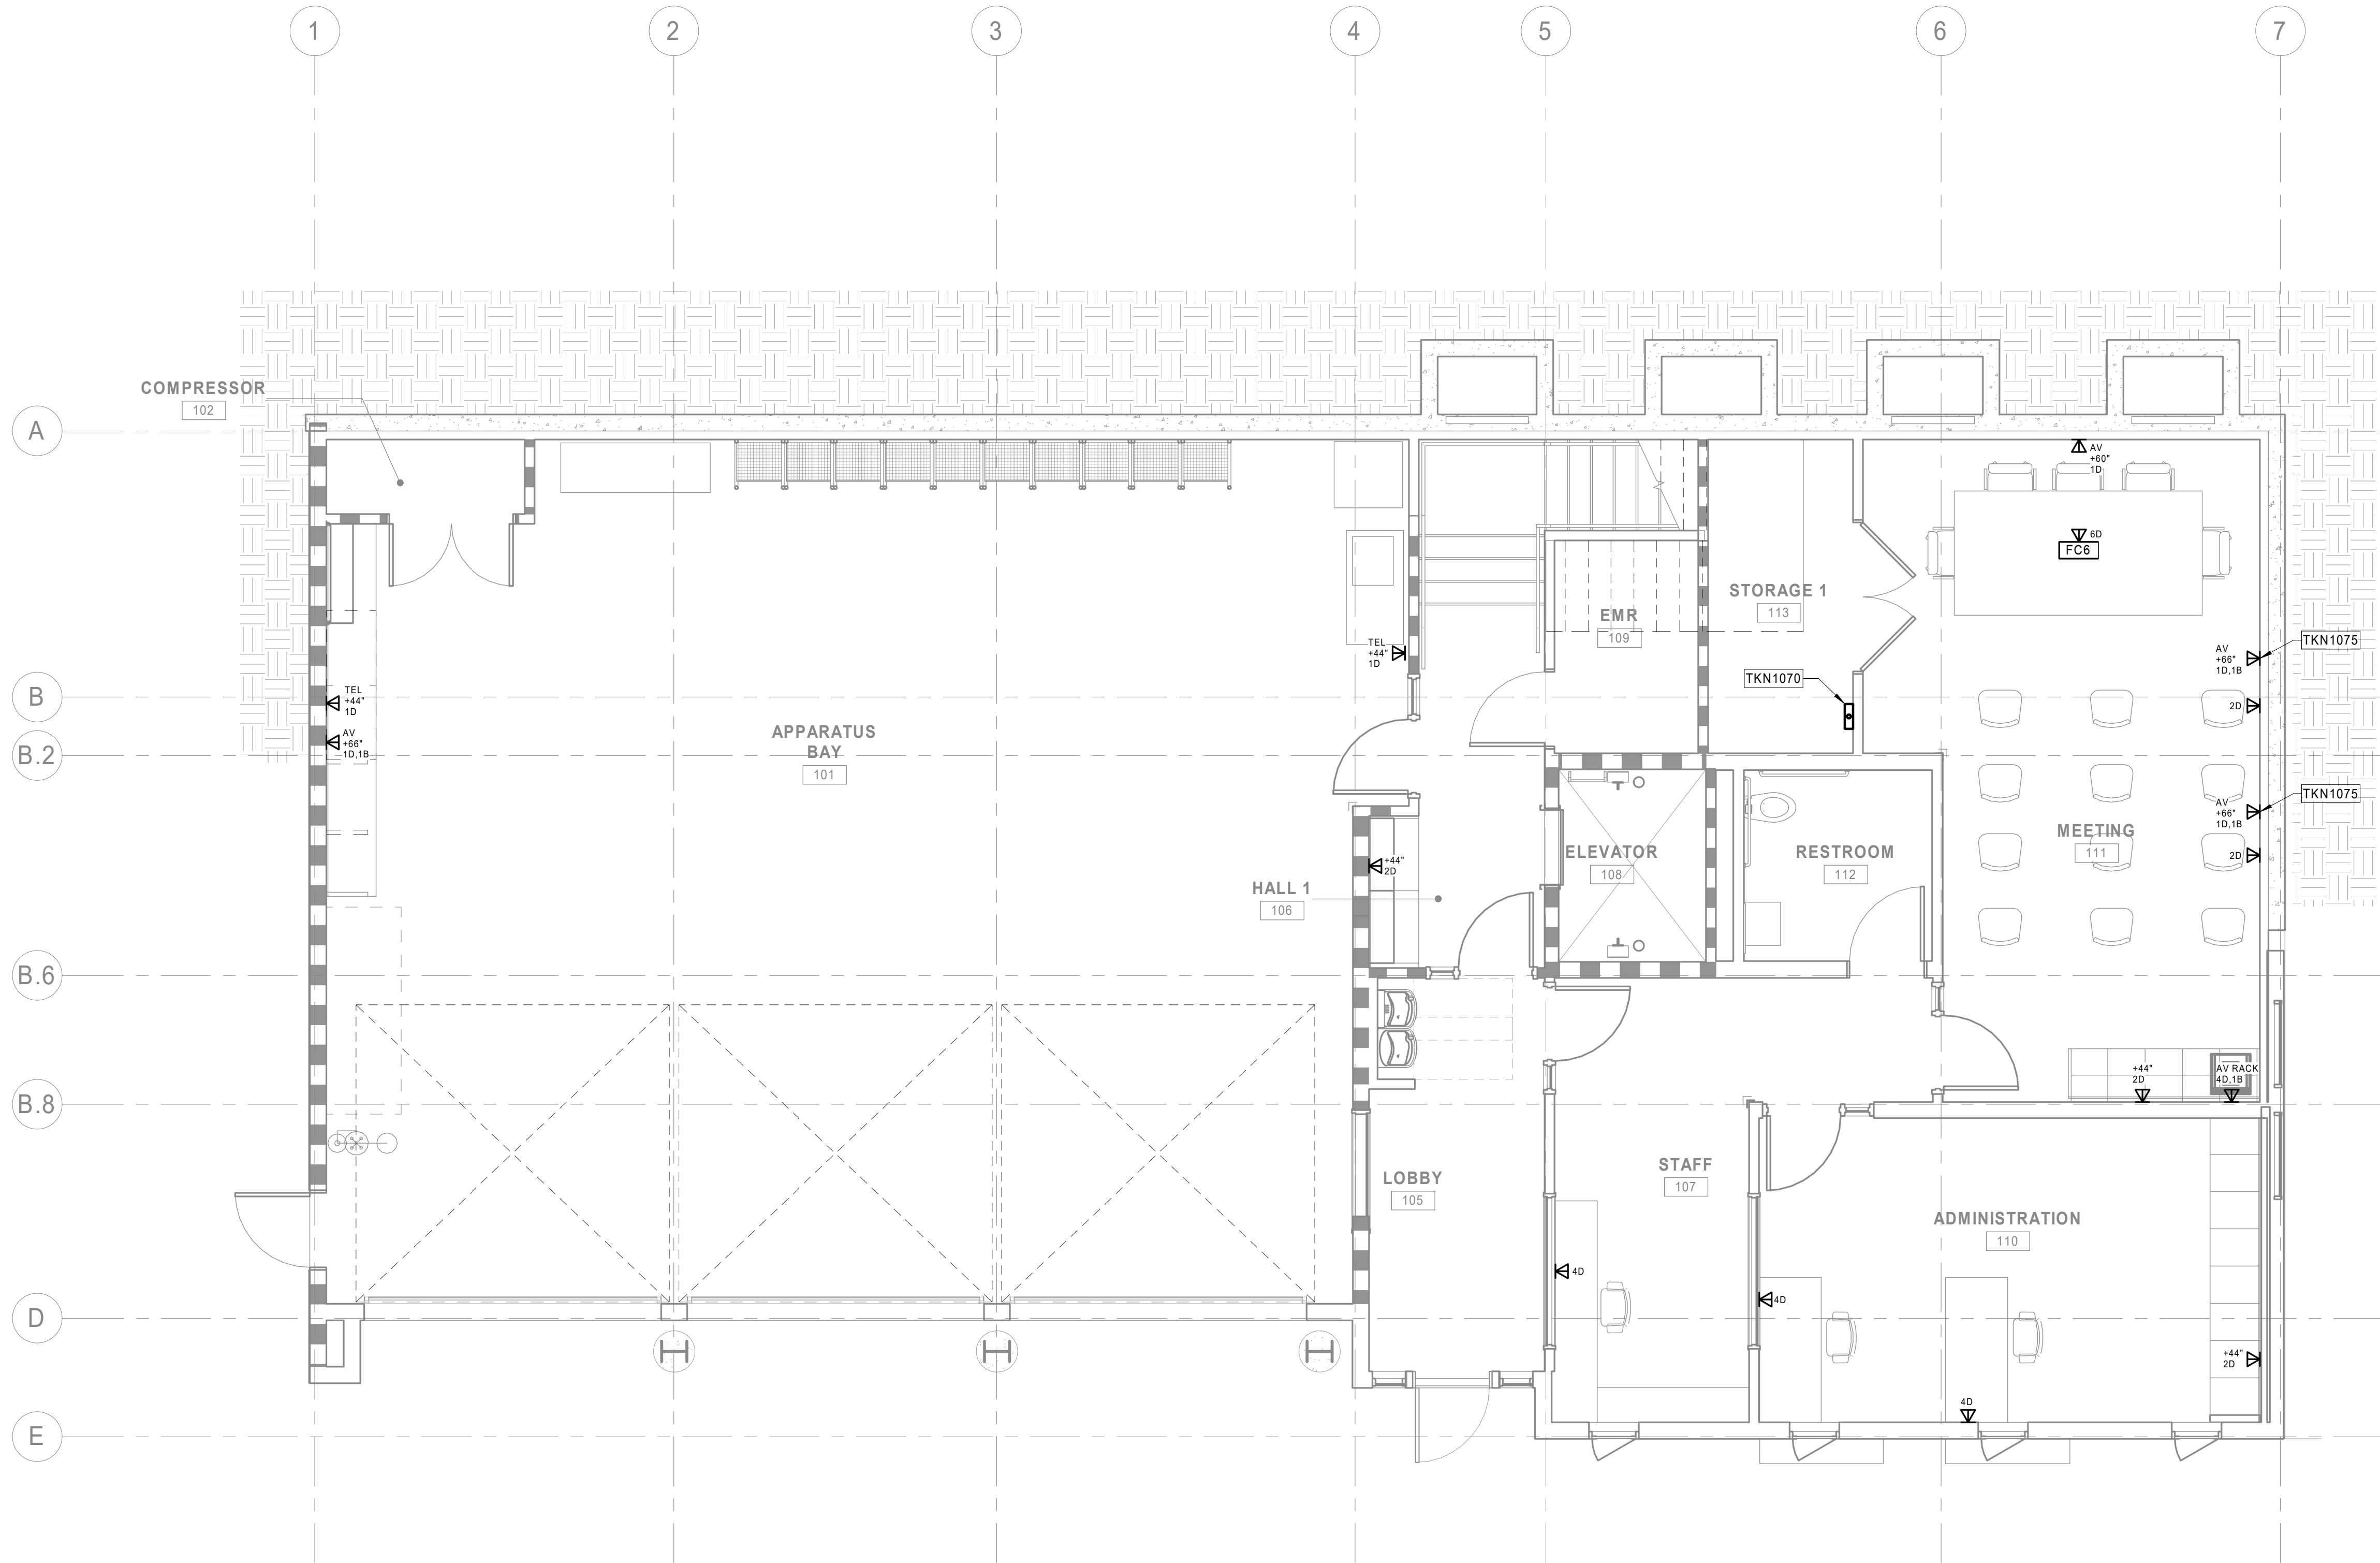 1
2
3
4
5
6
7
COMPRESSOR
102
A
AV
+60"
1D
6D
FC6
STORAGE 1
113
EMR
109
TEL
+44"
1D
AV
+66"
1D,1B
TKN1075
TKN1070
B
TEL
+44"
1D
2D
AV
+66"
1D,1B
APPARATUS
BAY
101
B.2
AV
+66"
1D,1B
TKN1075
MEETING
111
2D
+44"
2D
ELEVATOR
108
RESTROOM
112
HALL 1
106
B.6
+44"
2D
AV RACK
4D,1B
B.8
LOBBY
105
STAFF
107
ADMINISTRATION
110
4D
4D
D
+44"
2D
4D
E